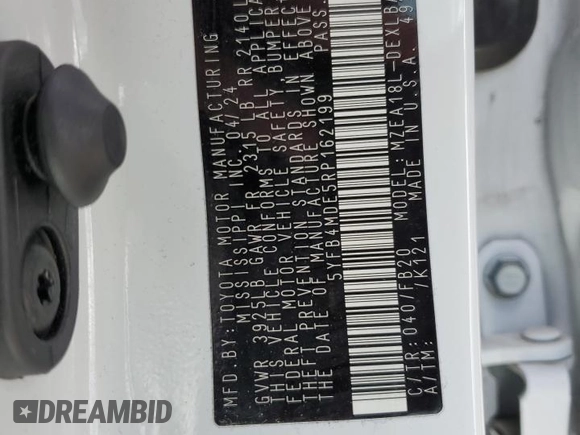 MFD.BY: TOYOTA MOTOR MANUFACTURING
MISSISSIPPI INC. 04/24
GVWR 3925LB GAWR FR 2315 LB RR 2140L
THIS VEHICLE CONFORMS TO ALL APPLICA
FEDERAL MOTOR VEHICLE SAFETY, BUMPER,
THEFT PREVENTION STANDARDS IN EFFECT
THE DATE OF MANUFACTURE SHOWN ABOVE
5YFB4MDE5RP162199 PASS
C/TR: 040/FB20 MODEL: MZEA18L-DEXLBA
A/TM: /K121 MADE IN U.S.A. 49
DREAMBID